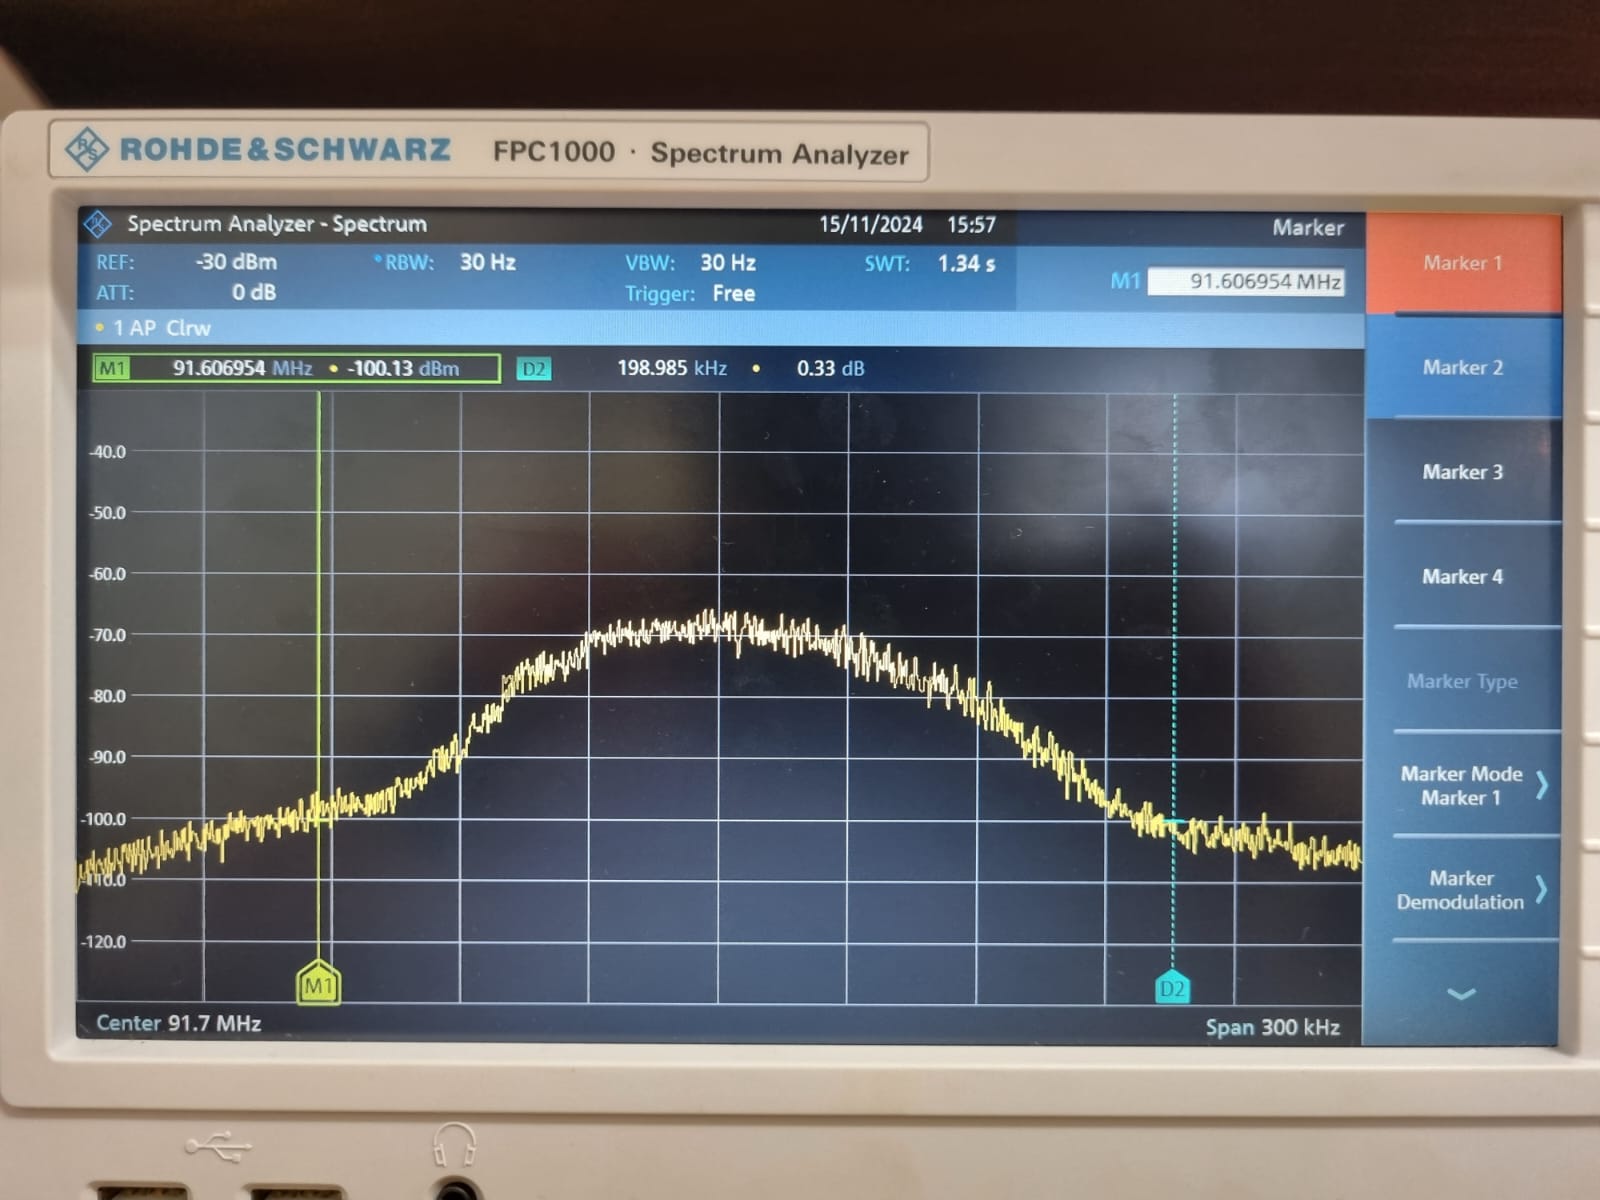 ROHDE&SCHWARZ FPC1000 · Spectrum Analyzer
Spectrum Analyzer - Spectrum 15/11/2024 15:57 Marker
REF: -30 dBm RBW: 30 Hz VBW: 30 Hz SWT: 1.34 s
ATT: 0 dB Trigger: Free M1 91.606954 MHz
1 AP Clrw
M1 91.606954 MHz • -100.13 dBm D2 198.985 kHz • 0.33 dB
-40.0
-50.0
-60.0
-70.0
-80.0
-90.0
-100.0
-110.0
-120.0
M1 D2
Center 91.7 MHz Span 300 kHz
Marker 1
Marker 2
Marker 3
Marker 4
Marker Type
Marker Mode
Marker 1
Marker
Demodulation